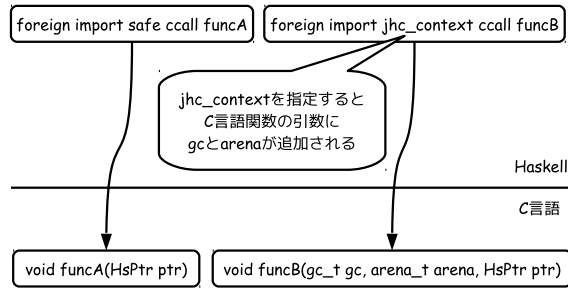 foreign import safe ccall funcA
foreign import jhc_context ccall funcB
jhc_contextを指定すると
C言語関数の引数に
gcとarenaが追加される
Haskell
C言語
void funcA(HsPtr ptr)
void funcB(gc_t gc, arena_t arena, HsPtr ptr)